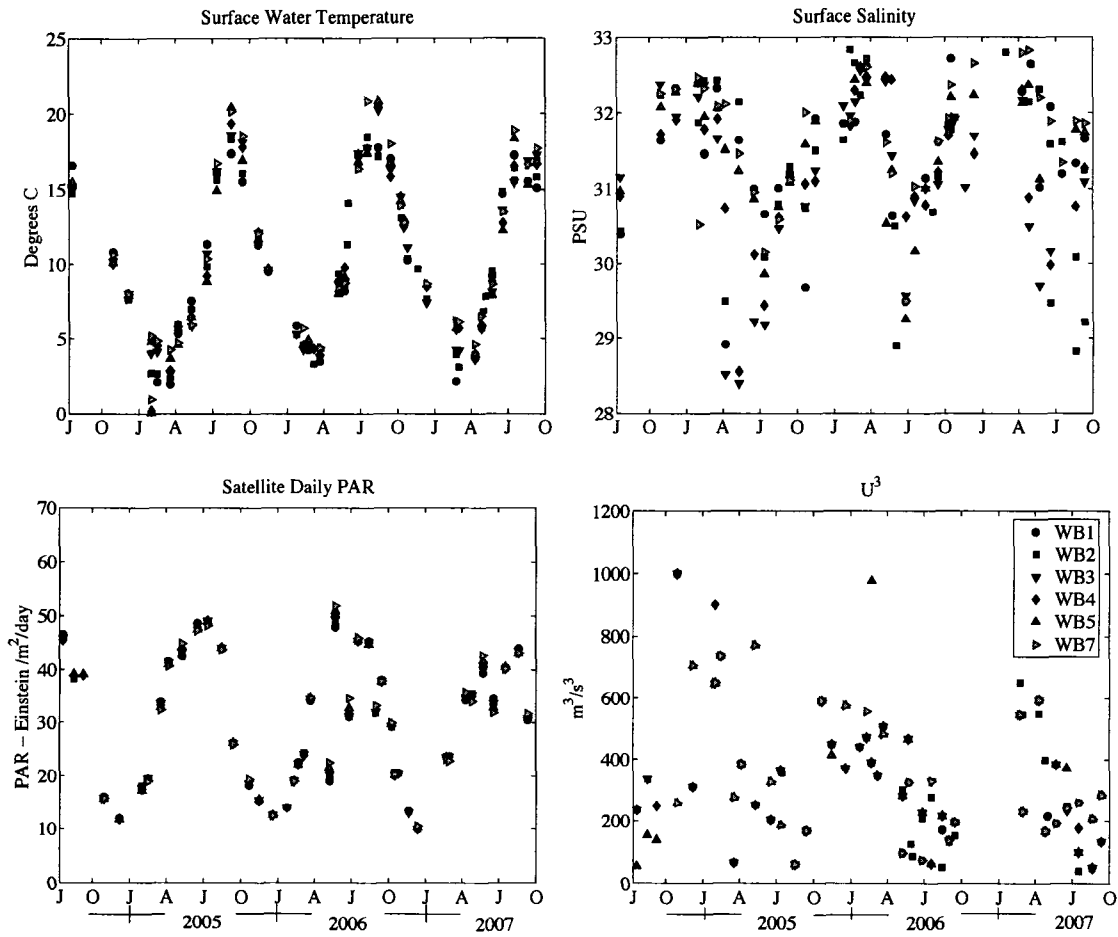 Surface Water Temperature
Surface Salinity
25
20
15
10
5
0
Degrees C
J O J A J O J A J O J A J O
33
32
31
30
29
28
PSU
J O J A J O J A J O J A J O
Satellite Daily PAR
U³
70
60
50
40
30
20
10
0
PAR – Einstein /m²/day
J O J A J O J A J O J A J O
2005 2006 2007
1200
1000
800
600
400
200
0
m³/s³
WB1
WB2
WB3
WB4
WB5
WB7
J O J A J O J A J O J A J O
2005 2006 2007